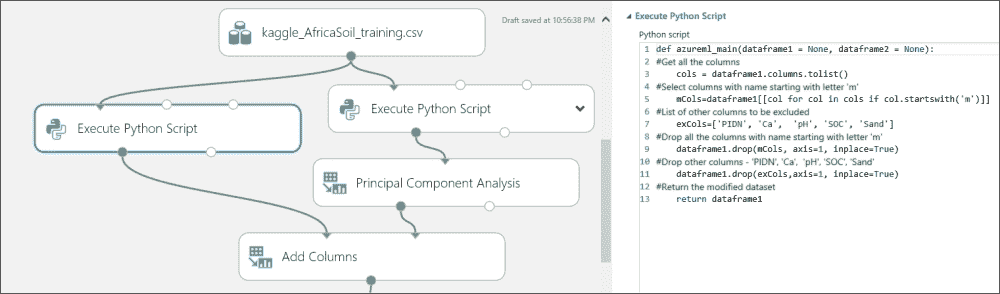 Draft saved at 10:56:38 PM
kaggle_AfricaSoil_training.csv
Execute Python Script
Execute Python Script
Principal Component Analysis
Add Columns
Execute Python Script
Python script
1 def azureml_main(dataframe1 = None, dataframe2 = None):
2 #Get all the columns
3 cols = dataframe1.columns.tolist()
4 #Select columns with name starting with letter 'm'
5 mCols=dataframe1[[col for col in cols if col.startswith('m')]]
6 #List of other columns to be excluded
7 exCols=['PIDN', 'Ca', 'pH', 'SOC', 'Sand']
8 #Drop all the columns with name starting with letter 'm'
9 dataframe1.drop(mCols, axis=1, inplace=True)
10 #Drop other columns - 'PIDN', 'Ca', 'pH', 'SOC', 'Sand'
11 dataframe1.drop(exCols,axis=1, inplace=True)
12 #Return the modified dataset
13 return dataframe1